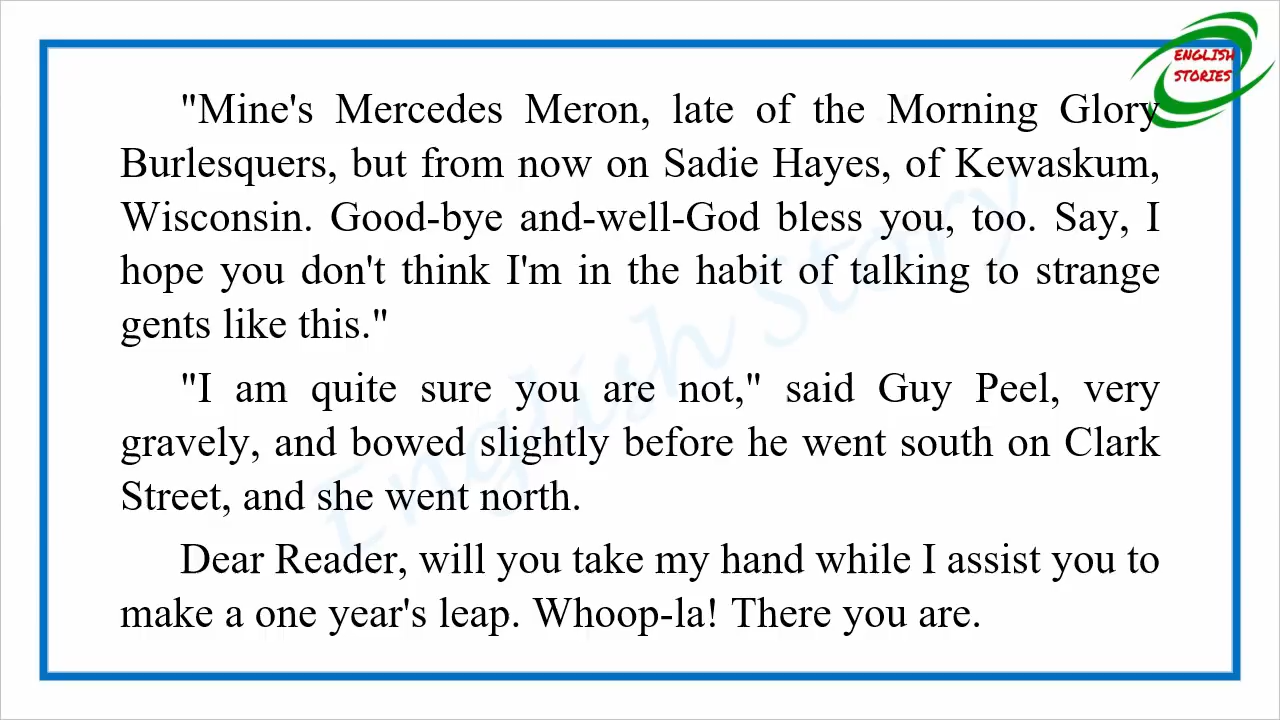 ENGLISH
STORIES
"Mine's Mercedes Meron, late of the Morning Glory
Burlesquers, but from now on Sadie Hayes, of Kewaskum,
Wisconsin. Good-bye and-well-God bless you, too. Say, I
hope you don't think I'm in the habit of talking to strange
gents like this."
"I am quite sure you are not," said Guy Peel, very
gravely, and bowed slightly before he went south on Clark
Street, and she went north.
Dear Reader, will you take my hand while I assist you to
make a one year's leap. Whoop-la! There you are.
English Story